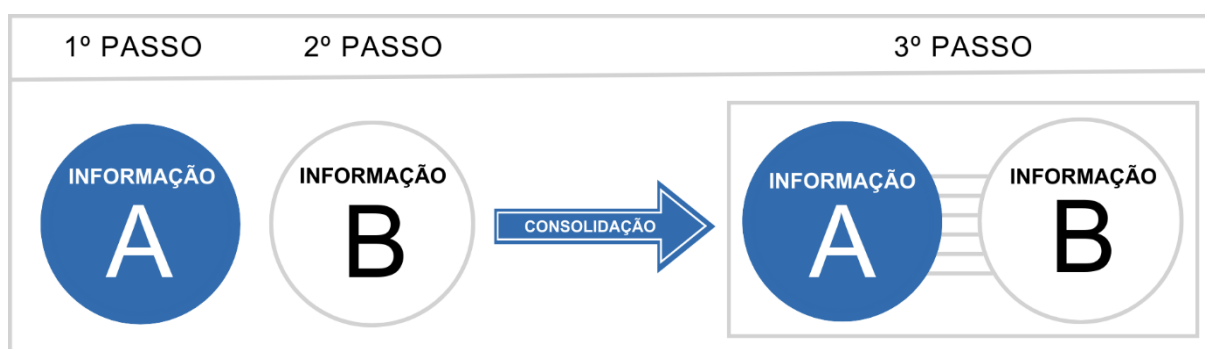 1º PASSO
2º PASSO
3º PASSO
INFORMAÇÃO
A
INFORMAÇÃO
B
CONSOLIDAÇÃO
INFORMAÇÃO
A
INFORMAÇÃO
B